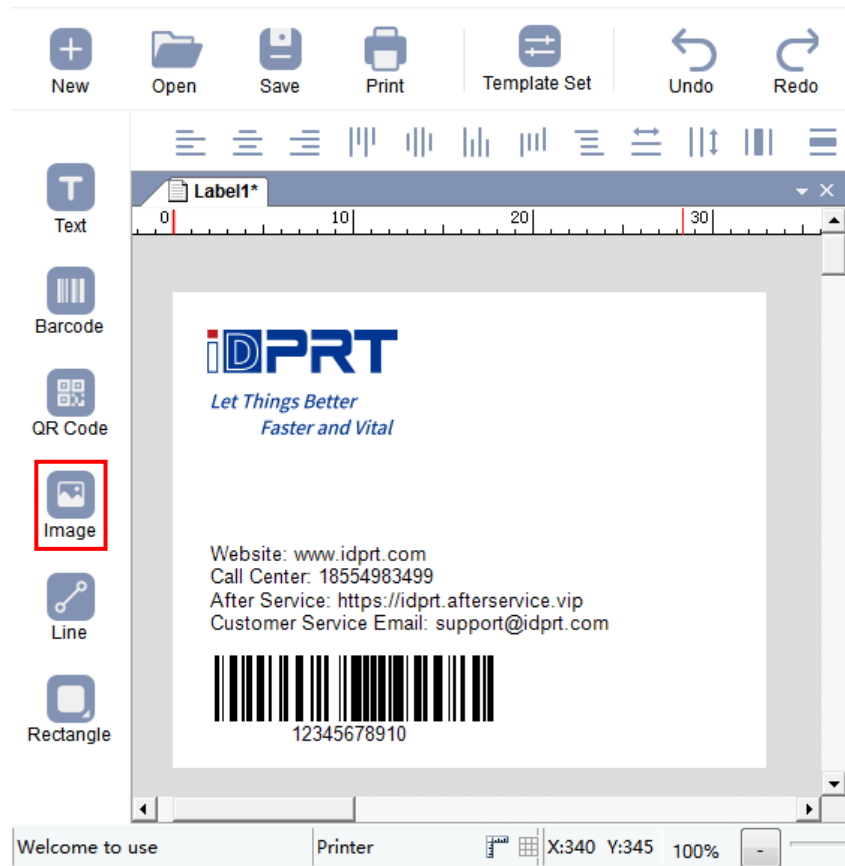 New Open Save Print Template Set Undo Redo
Label1*
0 10 20 30
Text
Barcode
QR Code
Image
Line
Rectangle
iDPRT
Let Things Better
Faster and Vital
Website: www.idprt.com
Call Center: 18554983499
After Service: https://idprt.afterservice.vip
Customer Service Email: support@idprt.com
12345678910
Welcome to use Printer X:340 Y:345 100% -